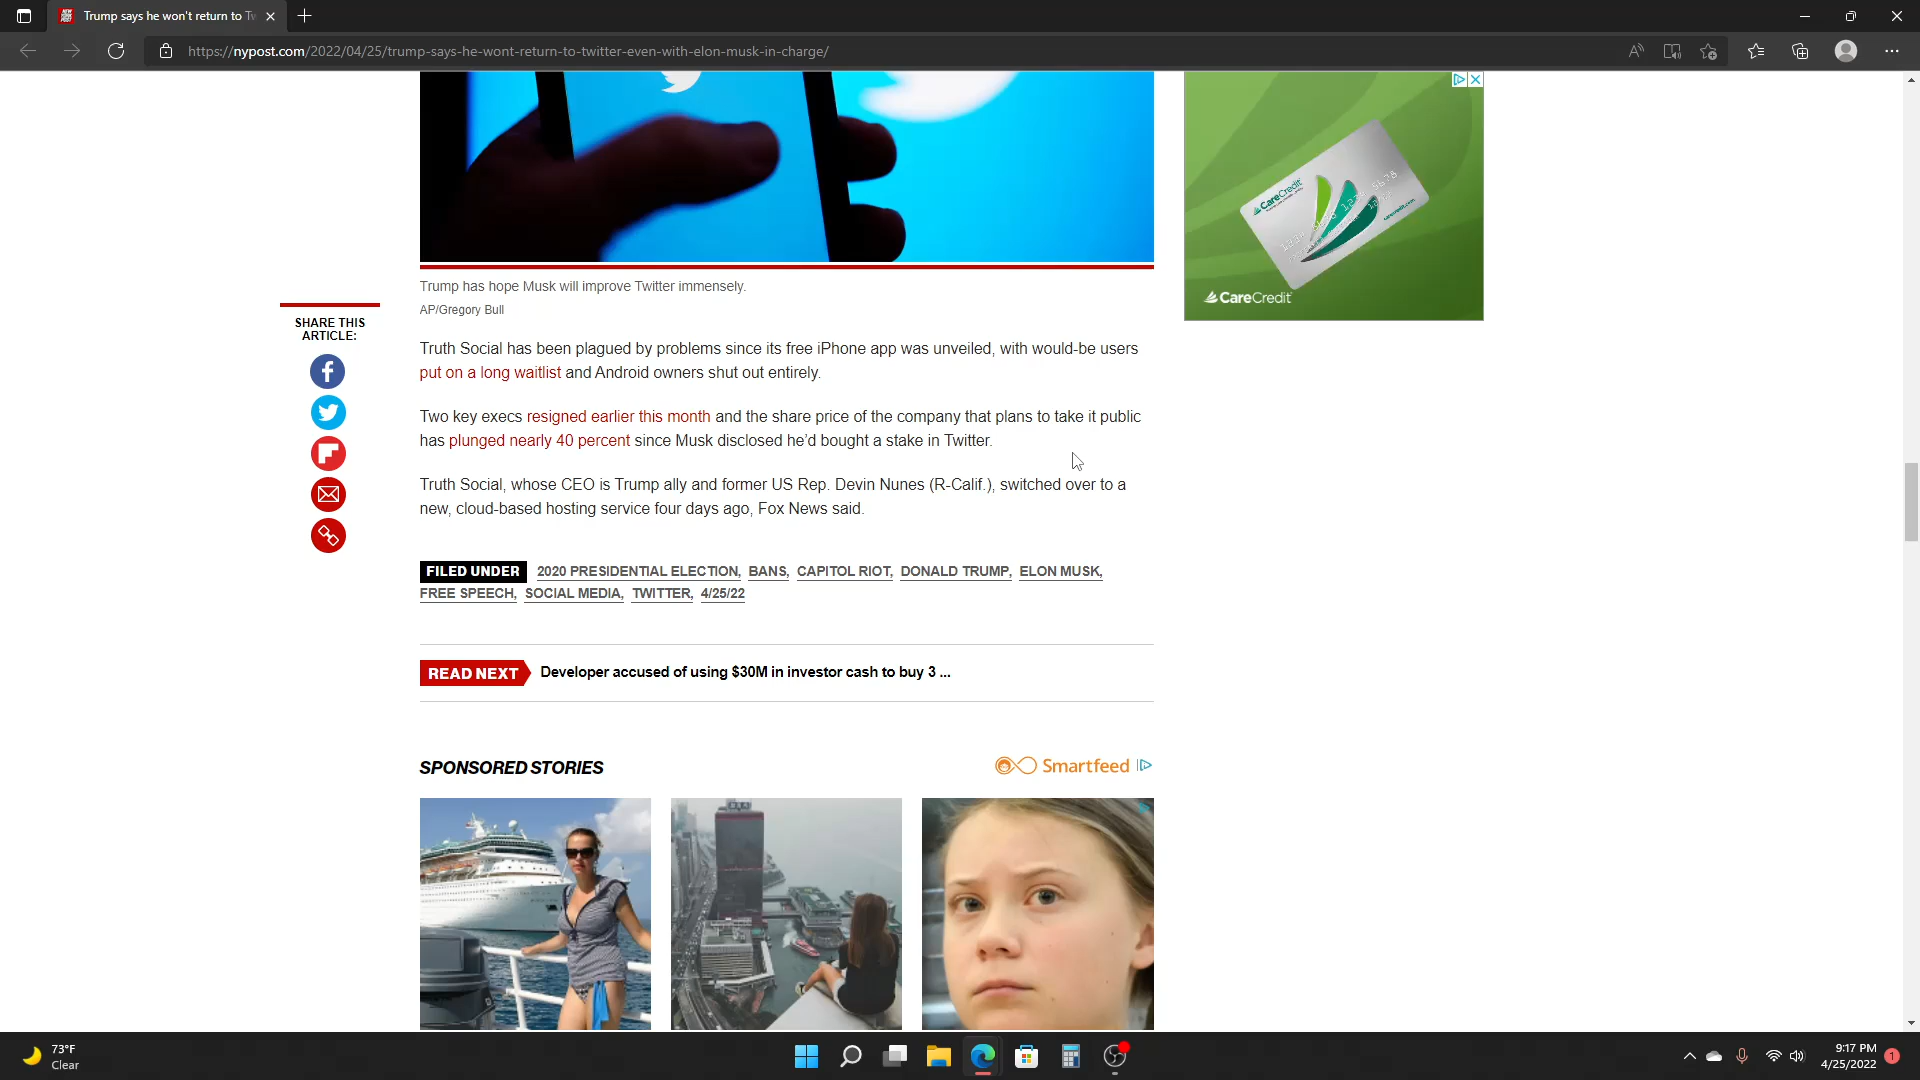 Trump says he won't return to Tw
https://nypost.com/2022/04/25/trump-says-he-wont-return-to-twitter-even-with-elon-musk-in-charge/
CareCredit
CareCredit
Trump has hope Musk will improve Twitter immensely.
AP/Gregory Bull
SHARE THIS
ARTICLE:
Truth Social has been plagued by problems since its free iPhone app was unveiled, with would-be users
put on a long waitlist and Android owners shut out entirely.
Two key execs resigned earlier this month and the share price of the company that plans to take it public
has plunged nearly 40 percent since Musk disclosed he'd bought a stake in Twitter.
Truth Social, whose CEO is Trump ally and former US Rep. Devin Nunes (R-Calif.), switched over to a
new, cloud-based hosting service four days ago, Fox News said.
FILED UNDER 2020 PRESIDENTIAL ELECTION, BANS, CAPITOL RIOT, DONALD TRUMP, ELON MUSK,
FREE SPEECH, SOCIAL MEDIA, TWITTER, 4/25/22
READ NEXT Developer accused of using $30M in investor cash to buy 3 ...
SPONSORED STORIES
Smartfeed
73°F
Clear
9:17 PM
4/25/2022
1